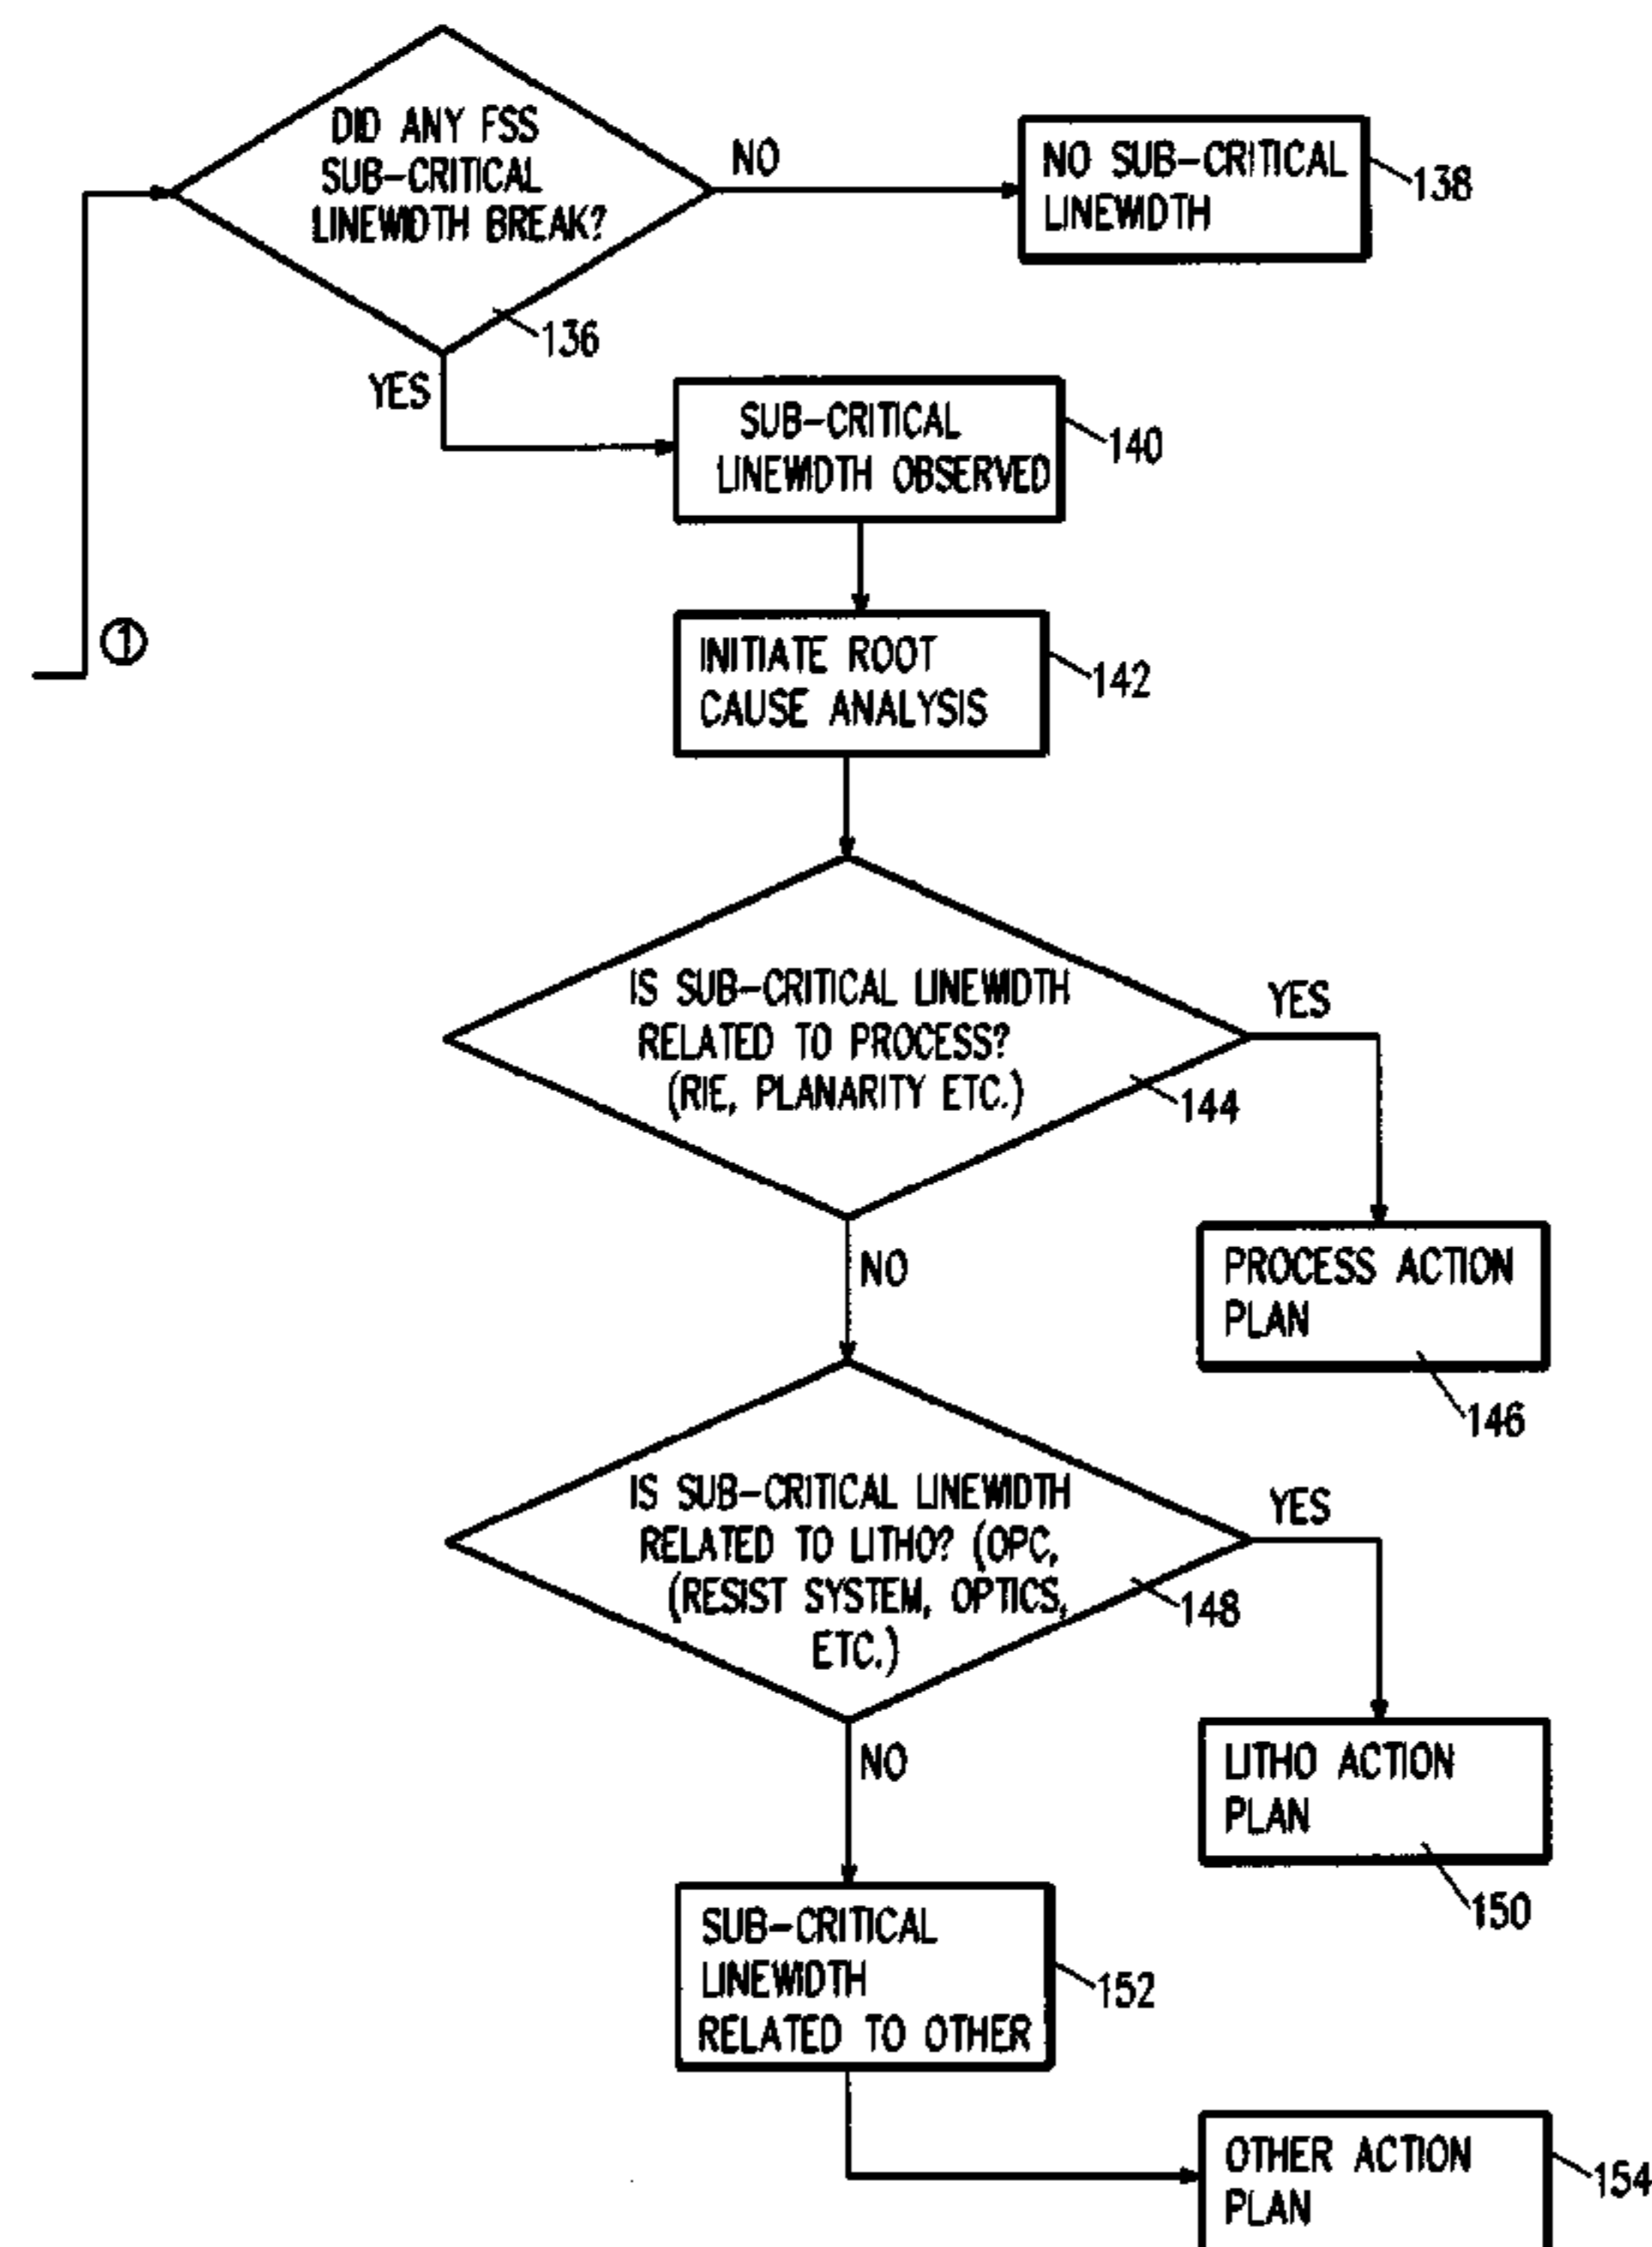 DID ANY FSS
SUB-CRITICAL
LINEWIDTH BREAK?
NO
NO SUB-CRITICAL
LINEWIDTH
138
136
YES
SUB-CRITICAL
LINEWIDTH OBSERVED
140
1
INITIATE ROOT
CAUSE ANALYSIS
142
IS SUB-CRITICAL LINEWIDTH
RELATED TO PROCESS?
(RIE, PLANARITY ETC.)
YES
144
NO
PROCESS ACTION
PLAN
146
IS SUB-CRITICAL LINEWIDTH
RELATED TO LITHO? (OPC,
(RESIST SYSTEM, OPTICS,
ETC.)
YES
148
NO
LITHO ACTION
PLAN
150
SUB-CRITICAL
LINEWIDTH
RELATED TO OTHER
152
OTHER ACTION
PLAN
154